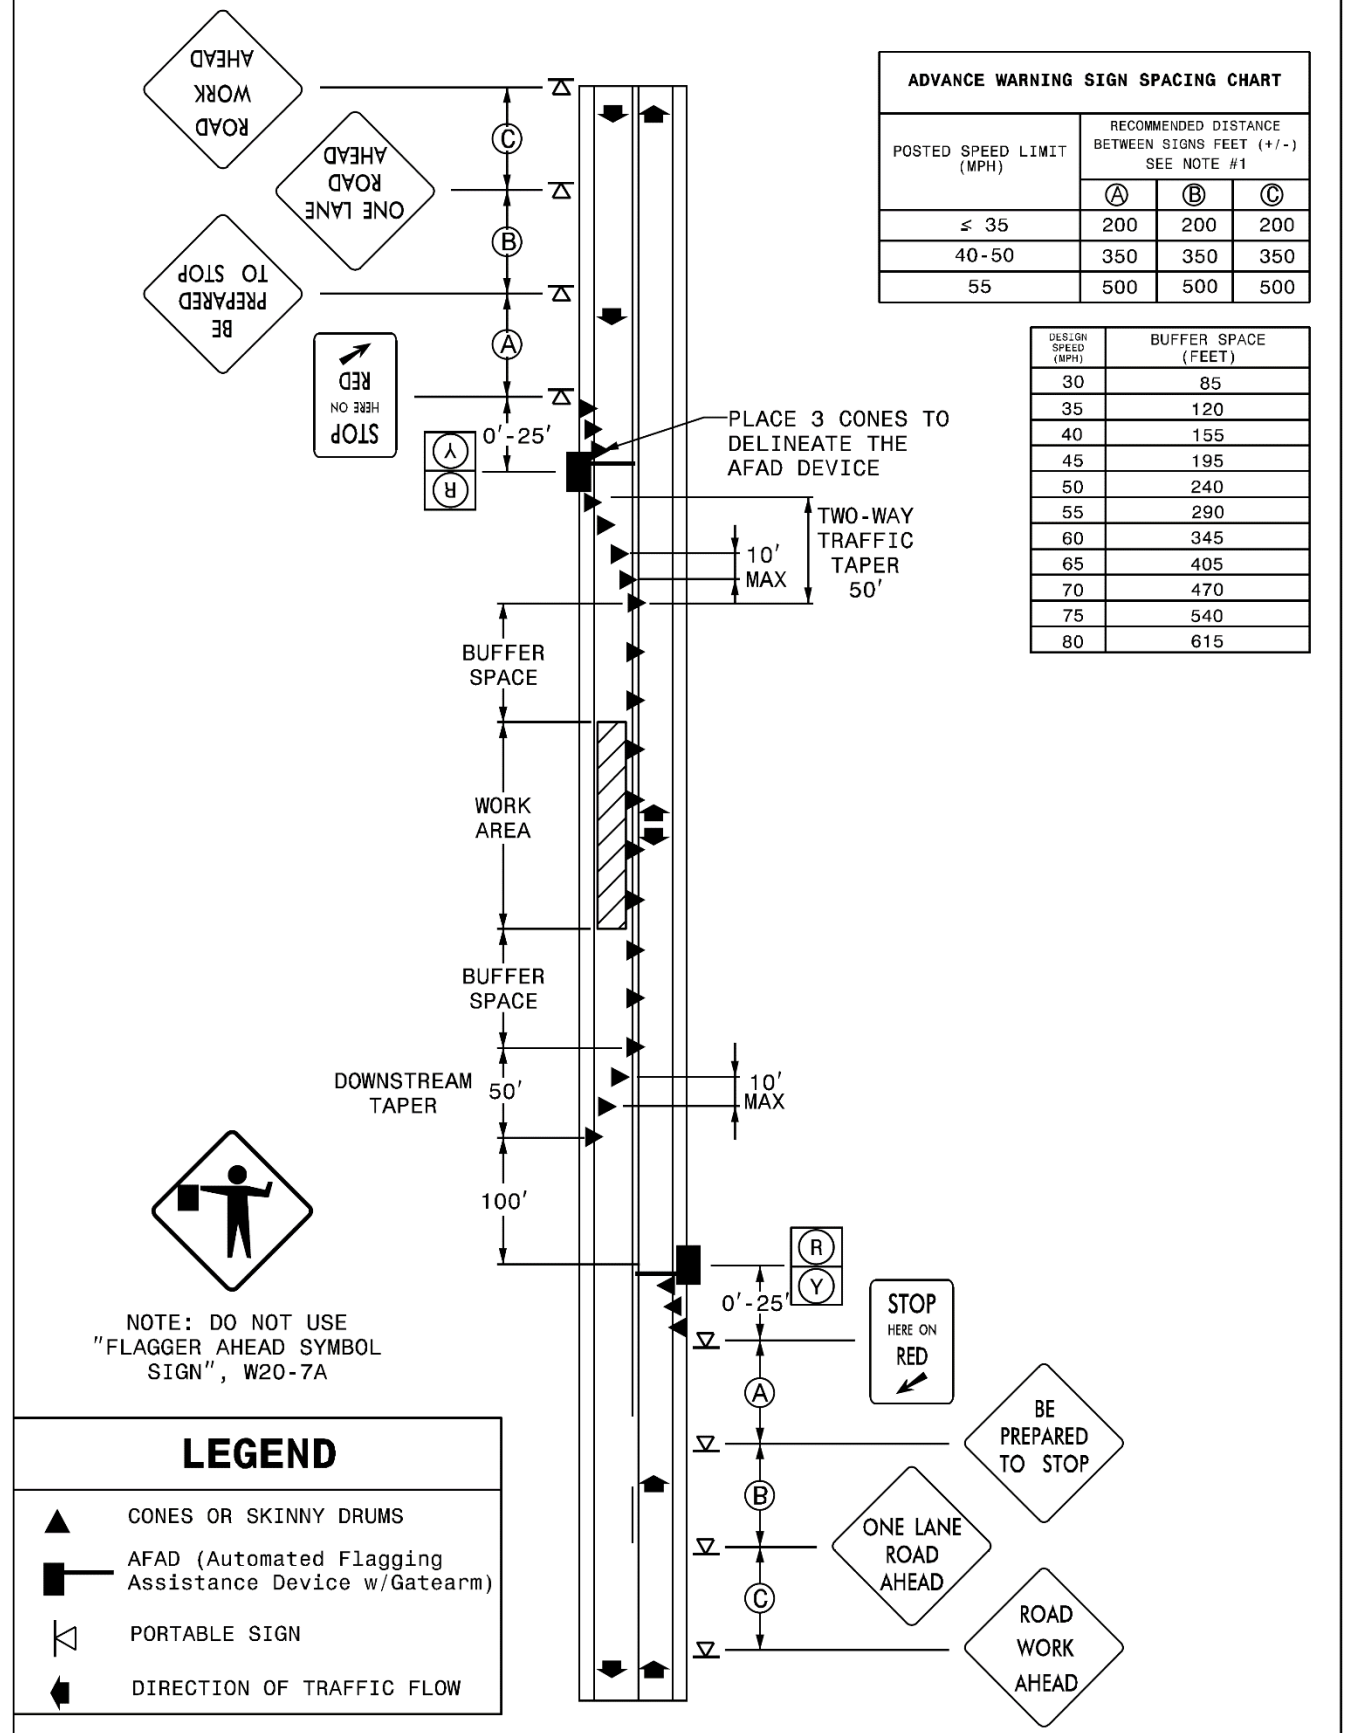 ROAD
WORK
AHEAD
ONE LANE
ROAD
AHEAD
BE
PREPARED
TO STOP
STOP
HERE ON
RED
C
B
A
0'-25'
Y
R
ADVANCE WARNING SIGN SPACING CHART
POSTED SPEED LIMIT
(MPH)
RECOMMENDED DISTANCE
BETWEEN SIGNS FEET (+/-)
SEE NOTE #1
A B C
≤ 35 200 200 200
40-50 350 350 350
55 500 500 500
DESIGN
SPEED
(MPH)
BUFFER SPACE
(FEET)
30 85
35 120
40 155
45 195
50 240
55 290
60 345
65 405
70 470
75 540
80 615
PLACE 3 CONES TO
DELINEATE THE
AFAD DEVICE
TWO-WAY
TRAFFIC
TAPER
50'
10'
MAX
BUFFER
SPACE
WORK
AREA
BUFFER
SPACE
DOWNSTREAM
TAPER
50'
10'
MAX
100'
NOTE: DO NOT USE
"FLAGGER AHEAD SYMBOL
SIGN", W20-7A
R
Y
0'-25'
STOP
HERE ON
RED
A
B
C
BE
PREPARED
TO STOP
ONE LANE
ROAD
AHEAD
ROAD
WORK
AHEAD
LEGEND
CONES OR SKINNY DRUMS
AFAD (Automated Flagging
Assistance Device w/Gatearm)
PORTABLE SIGN
DIRECTION OF TRAFFIC FLOW